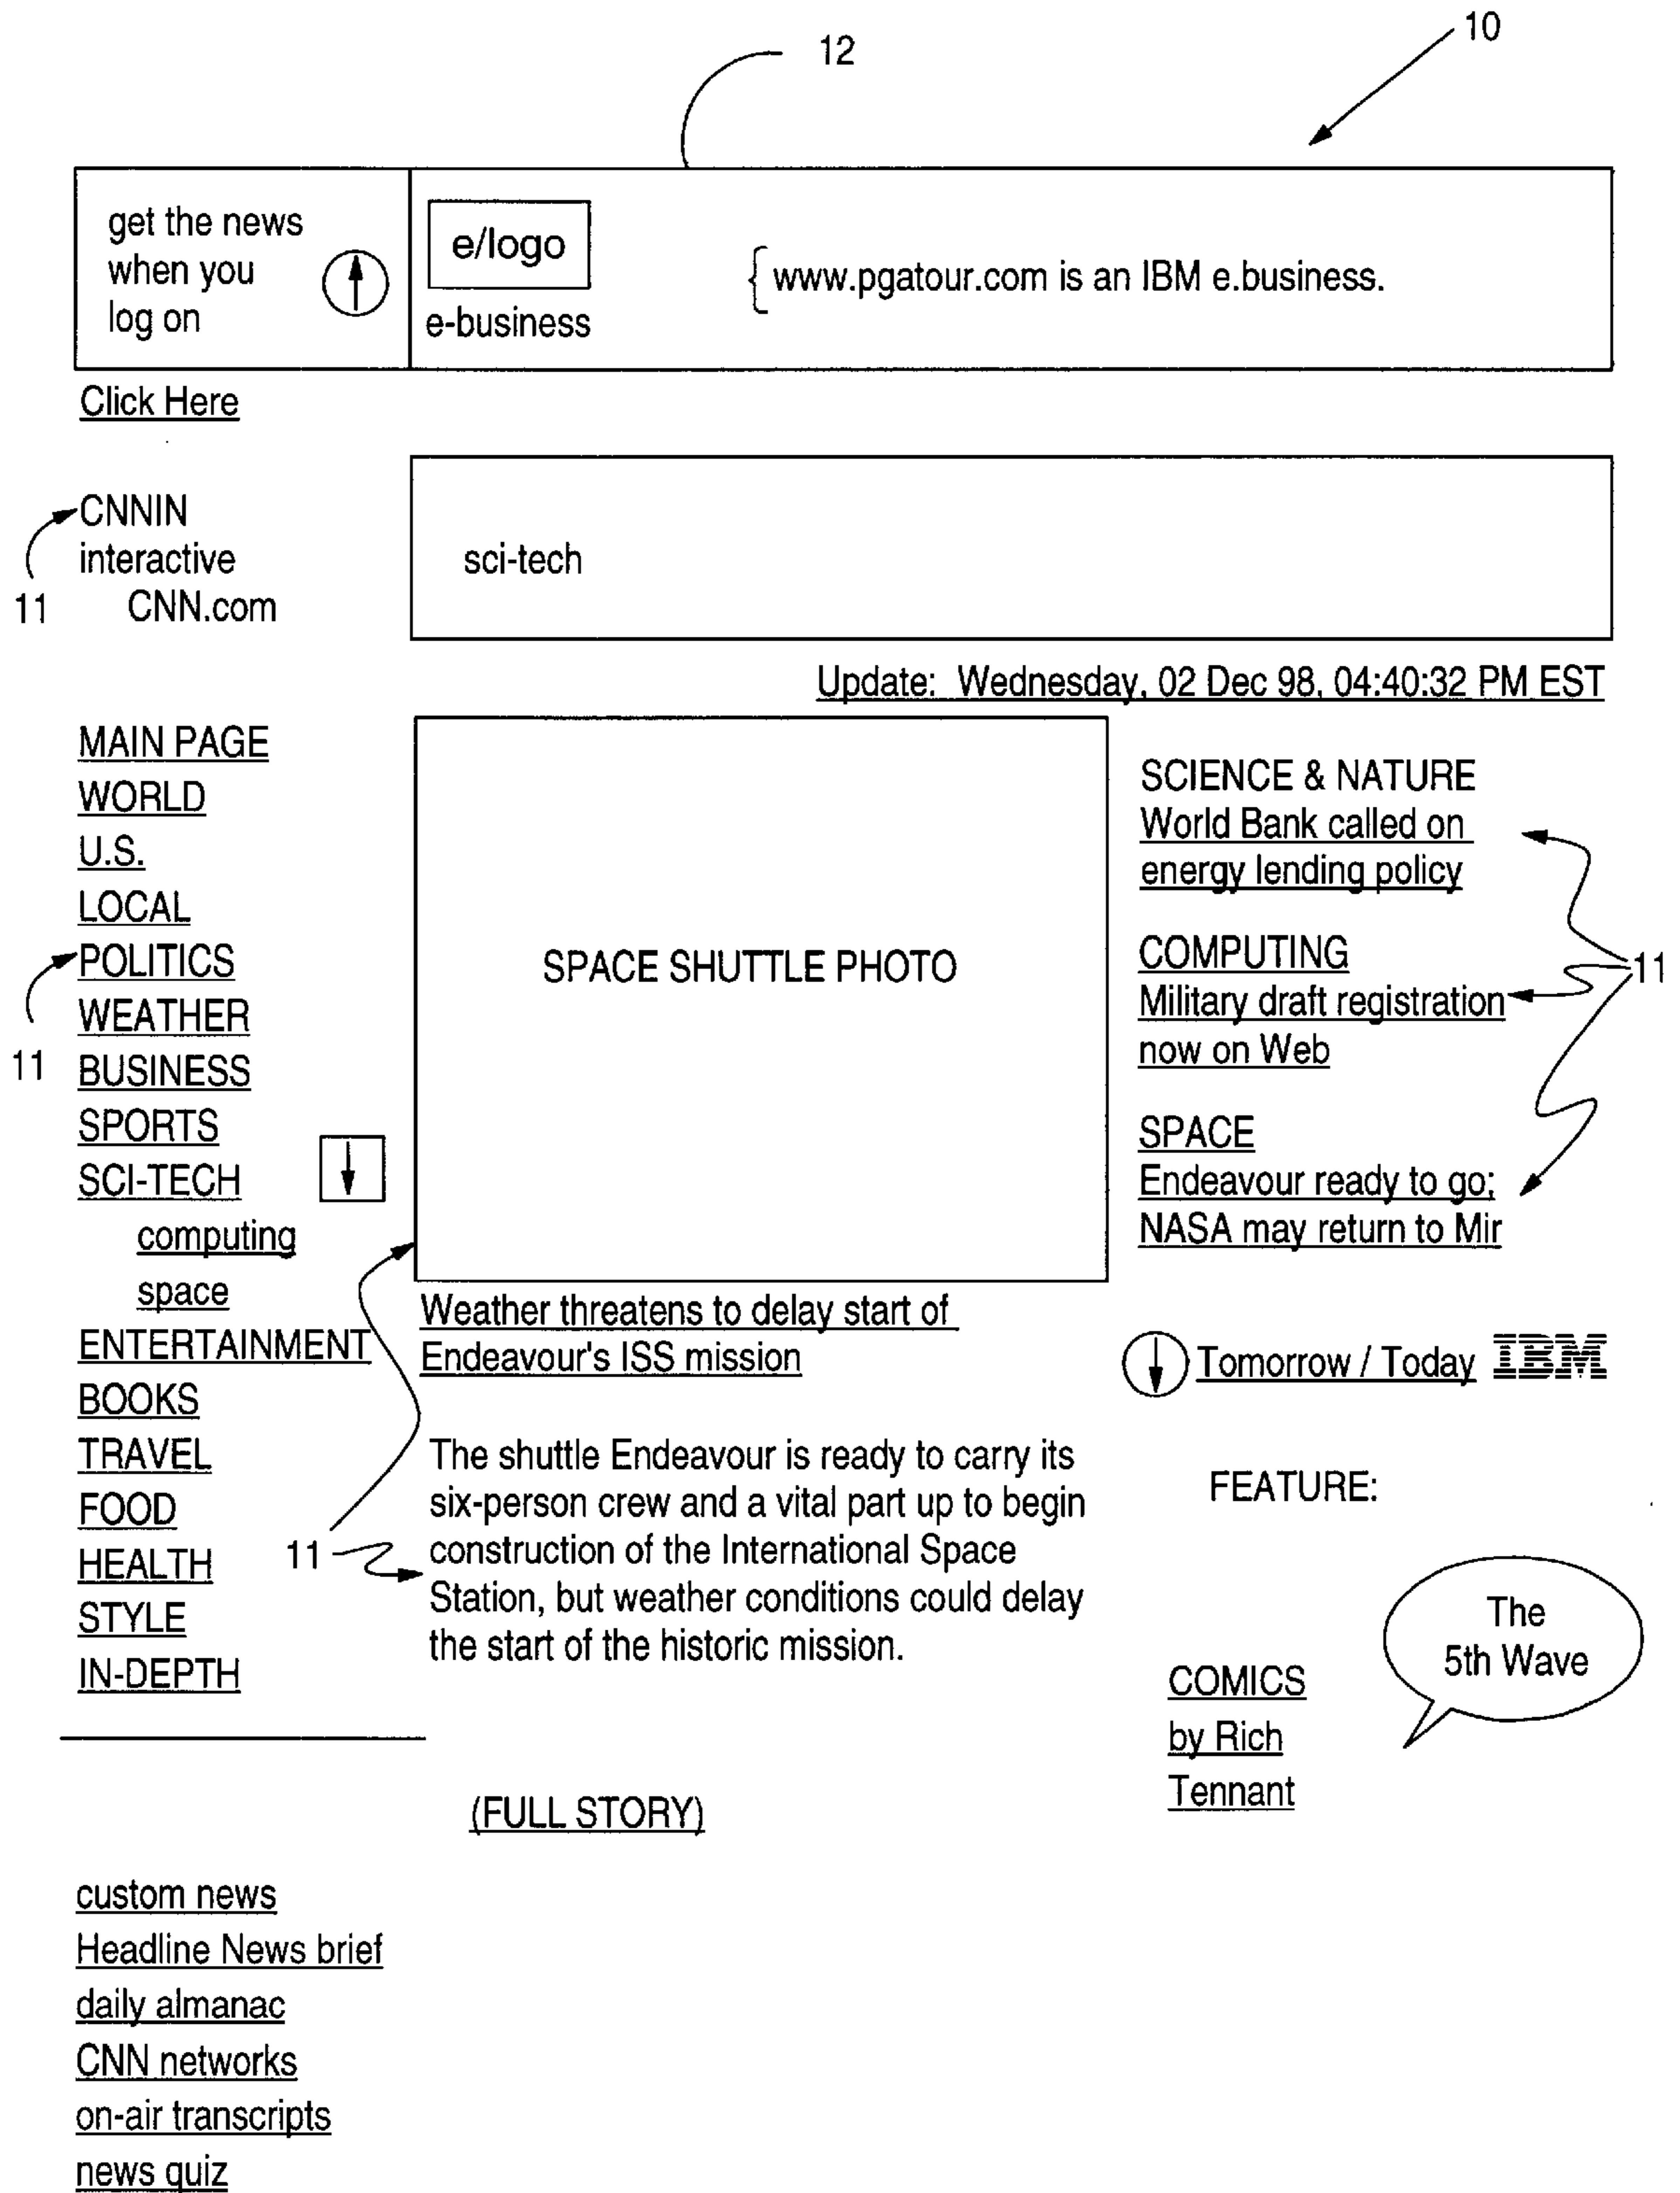 10
12
get the news
when you
log on
e/logo
e-business
{ www.pgatour.com is an IBM e.business.
Click Here
CNNIN
interactive
CNN.com
11
sci-tech
Update: Wednesday, 02 Dec 98, 04:40:32 PM EST
MAIN PAGE
WORLD
U.S.
LOCAL
POLITICS
WEATHER
11
BUSINESS
SPORTS
SCI-TECH
computing
space
ENTERTAINMENT
BOOKS
TRAVEL
FOOD
HEALTH
STYLE
IN-DEPTH
SPACE SHUTTLE PHOTO
Weather threatens to delay start of
Endeavour's ISS mission
11
The shuttle Endeavour is ready to carry its
six-person crew and a vital part up to begin
construction of the International Space
Station, but weather conditions could delay
the start of the historic mission.
(FULL STORY)
SCIENCE & NATURE
World Bank called on
energy lending policy
COMPUTING
Military draft registration
now on Web
11
SPACE
Endeavour ready to go;
NASA may return to Mir
Tomorrow / Today IBM
FEATURE:
The
5th Wave
COMICS
by Rich
Tennant
custom news
Headline News brief
daily almanac
CNN networks
on-air transcripts
news quiz